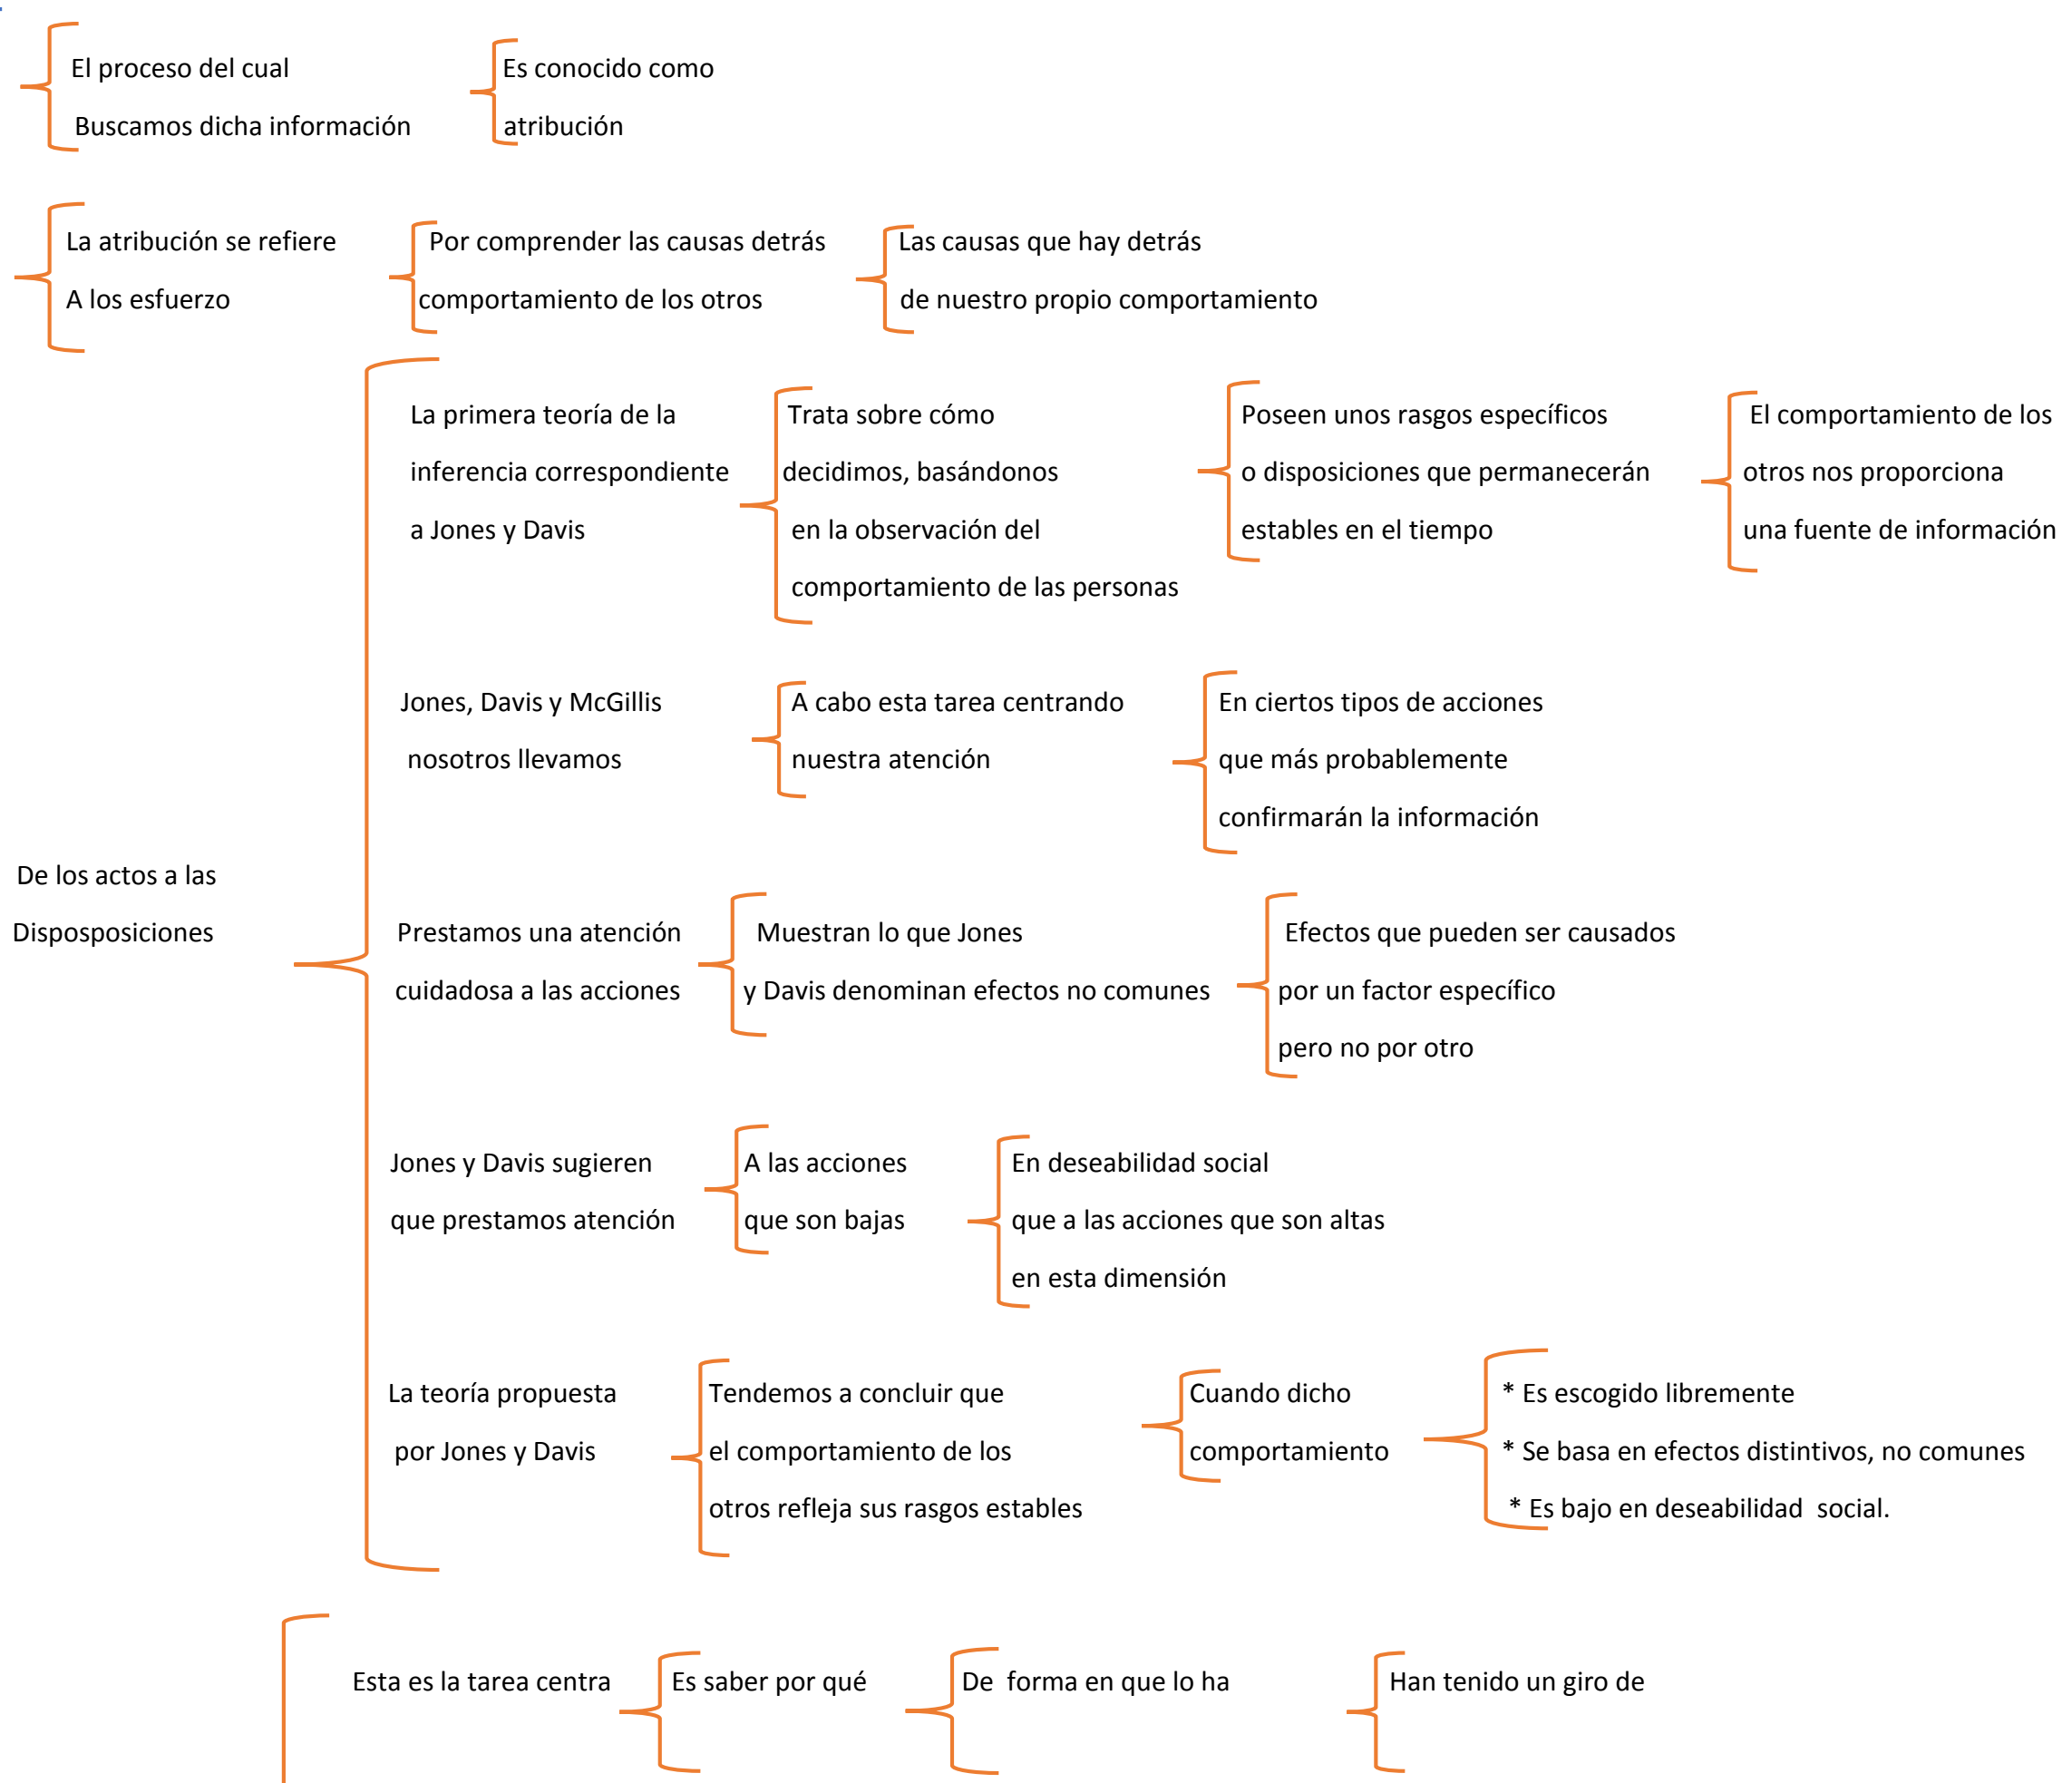 El proceso del cual
Buscamos dicha información
Es conocido como
atribución
La atribución se refiere
A los esfuerzo
Por comprender las causas detrás
comportamiento de los otros
Las causas que hay detrás
de nuestro propio comportamiento
De los actos a las
Disposposiciones
La primera teoría de la
inferencia correspondiente
a Jones y Davis
Trata sobre cómo
decidimos, basándonos
en la observación del
comportamiento de las personas
Poseen unos rasgos específicos
o disposiciones que permanecerán
estables en el tiempo
El comportamiento de los
otros nos proporciona
una fuente de información
Jones, Davis y McGillis
nosotros llevamos
A cabo esta tarea centrando
nuestra atención
En ciertos tipos de acciones
que más probablemente
confirmarán la información
Prestamos una atención
cuidadosa a las acciones
Muestran lo que Jones
y Davis denominan efectos no comunes
Efectos que pueden ser causados
por un factor específico
pero no por otro
Jones y Davis sugieren
que prestamos atención
A las acciones
que son bajas
En deseabilidad social
que a las acciones que son altas
en esta dimensión
La teoría propuesta
por Jones y Davis
Tendemos a concluir que
el comportamiento de los
otros refleja sus rasgos estables
Cuando dicho
comportamiento
* Es escogido libremente
* Se basa en efectos distintivos, no comunes
* Es bajo en deseabilidad social.
Esta es la tarea centra
Es saber por qué
De forma en que lo ha
Han tenido un giro de